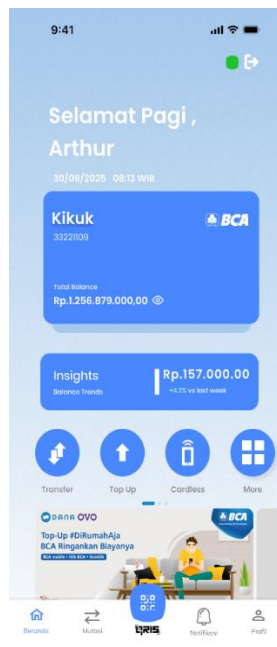 9:41
Selamat Pagi ,
Arthur
30/09/2025 08:13 WIB
Kikuk
BCA
33221109
Total Balance
Rp.1.256.879.000,00
Insights
Rp.157.000.00
Balance Trends
+4,2% vs last week
Transfer
Top Up
Cardless
More
DANA OVO
BCA
Top-Up #DiRumahAja
BCA Ringankan Biayanya
Beranda
Mutasi
QRIS
Notifikasi
Profil